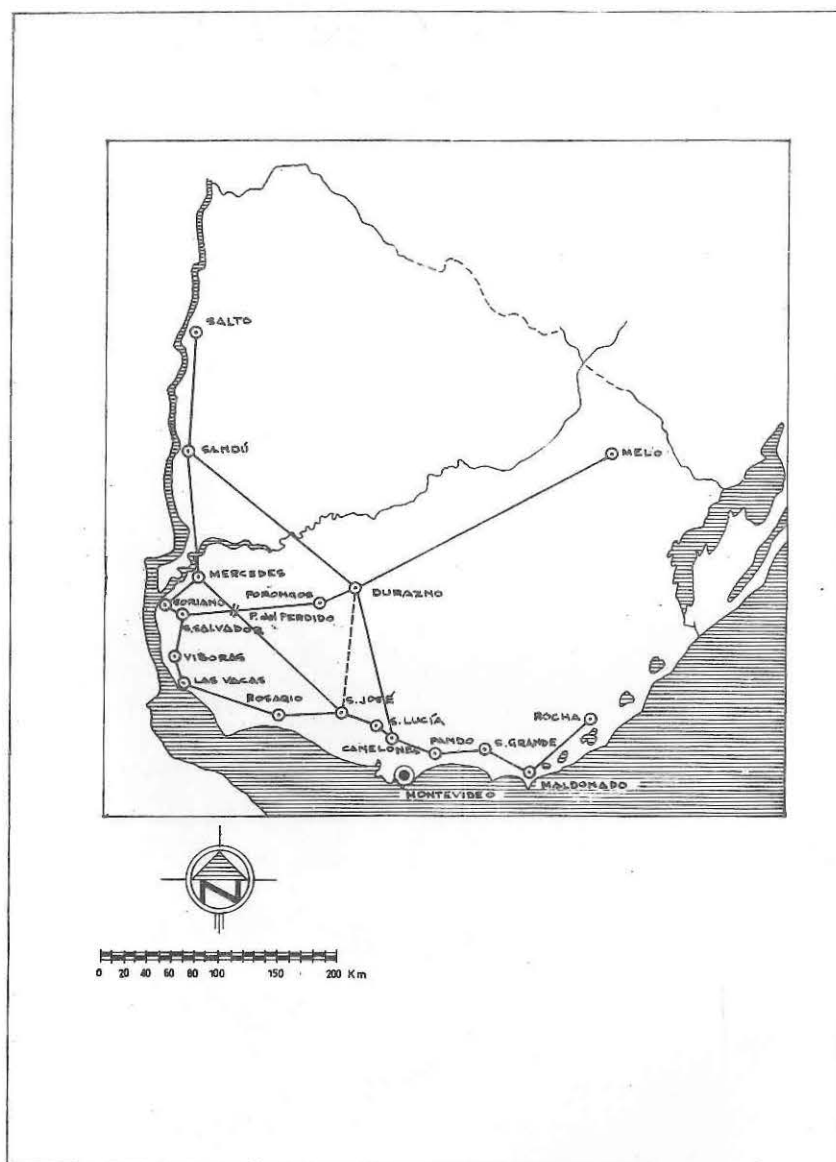 SALTO
SANDÚ
MELO
MERCEDES
SORIANO
PORONGOS
DURAZNO
P. del PERDIDO
S.SALVADOR
VIBORAS
LAS VACAS
ROSARIO
S. JOSÉ
S. LUCÍA
ROCHA
CANELONES
PANDO
S. GRANDE
MALDONADO
MONTEVIDEO
N
0 20 40 60 80 100 150 200 Km